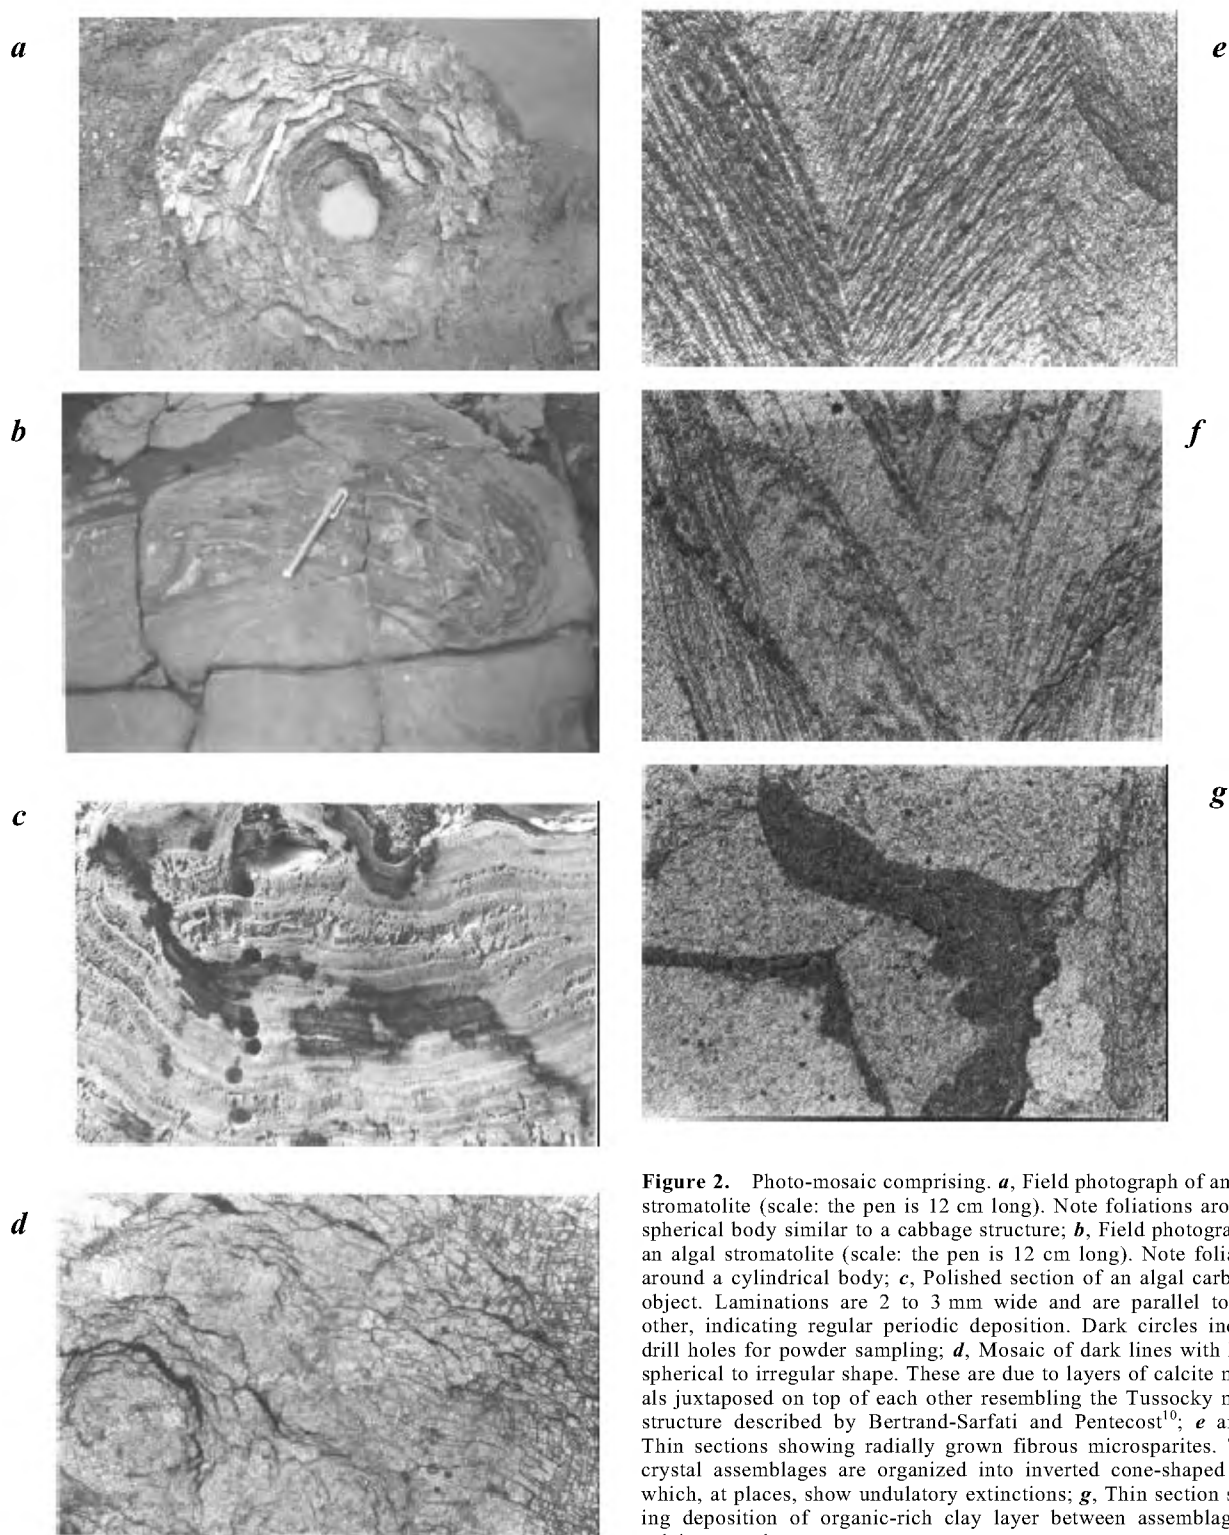 a
e
b
f
c
g
d
Figure 2. Photo-mosaic comprising. a, Field photograph of an
stromatolite (scale: the pen is 12 cm long). Note foliations
spherical body similar to a cabbage structure; b, Field
an algal stromatolite (scale: the pen is 12 cm long). Note
around a cylindrical body; c, Polished section of an algal
object. Laminations are 2 to 3 mm wide and are parallel to
other, indicating regular periodic deposition. Dark circles
drill holes for powder sampling; d, Mosaic of dark lines with
spherical to irregular shape. These are due to layers of calcite
als juxtaposed on top of each other resembling the Tussocky
structure described by Bertrand-Sarfati and Pentecost10; e
Thin sections showing radially grown fibrous microsparites.
crystal assemblages are organized into inverted cone-shaped
which, at places, show undulatory extinctions; g, Thin section
ing deposition of organic-rich clay layer between